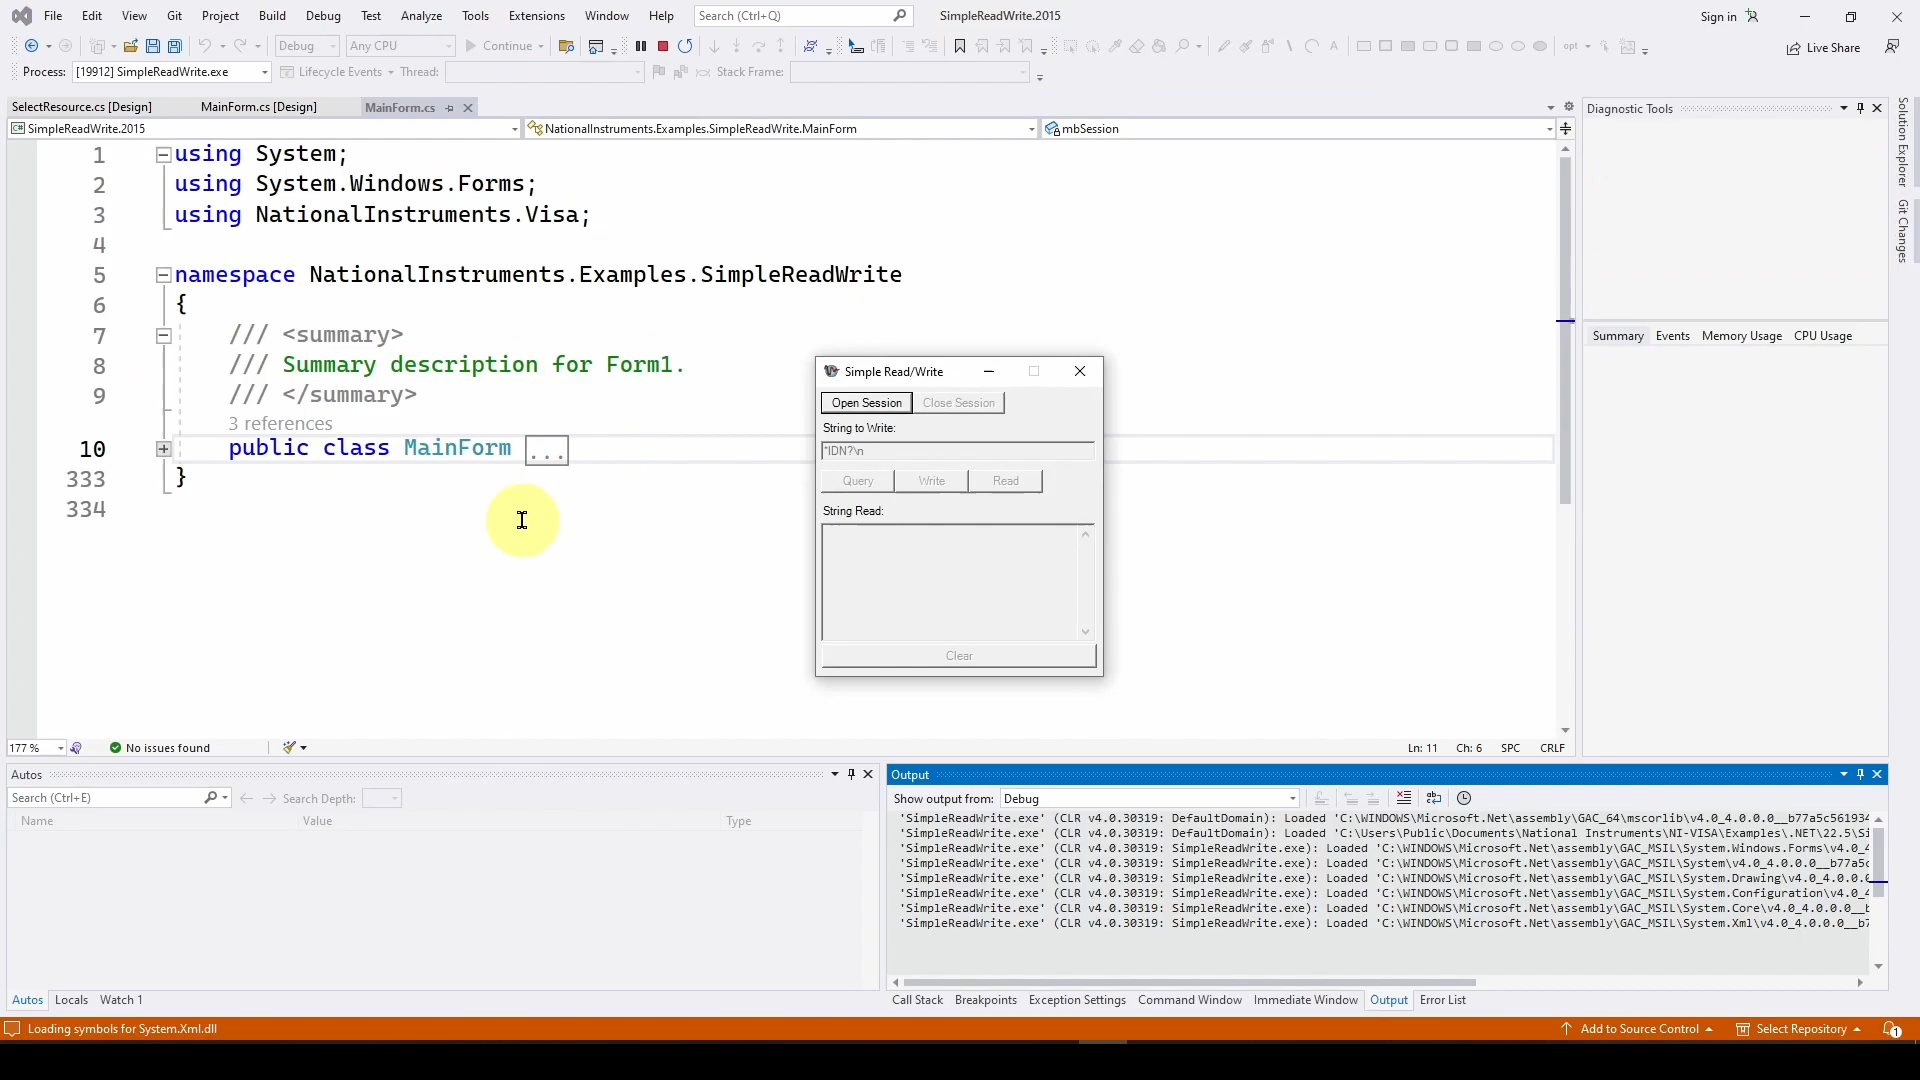 File Edit View Git Project Build Debug Test Analyze Tools Extensions Window Help Search (Ctrl+Q) SimpleReadWrite.2015 Sign in
Debug Any CPU Continue opt Live Share
Process: [19912] SimpleReadWrite.exe Lifecycle Events Thread: Stack Frame:
SelectResource.cs [Design] MainForm.cs [Design] MainForm.cs
SimpleReadWrite.2015 NationalInstruments.Examples.SimpleReadWrite.MainForm mbSession
1 using System;
2 using System.Windows.Forms;
3 using NationalInstruments.Visa;
4
5 namespace NationalInstruments.Examples.SimpleReadWrite
6 {
7 /// <summary>
8 /// Summary description for Form1.
9 /// </summary>
3 references
10 public class MainForm ...
333 }
334
Simple Read/Write
Open Session Close Session
String to Write:
*IDN?\n
Query Write Read
String Read:
Clear
Diagnostic Tools
Summary Events Memory Usage CPU Usage
Solution Explorer
Git Changes
177 % No issues found Ln: 11 Ch: 6 SPC CRLF
Autos
Search (Ctrl+E) Search Depth:
Name Value Type
Autos Locals Watch 1
Output
Show output from: Debug
'SimpleReadWrite.exe' (CLR v4.0.30319: DefaultDomain): Loaded 'C:\WINDOWS\Microsoft.Net\assembly\GAC_64\mscorlib\v4.0_4.0.0.0__b77a5c561934
'SimpleReadWrite.exe' (CLR v4.0.30319: DefaultDomain): Loaded 'C:\Users\Public\Documents\National Instruments\NI-VISA\Examples\.NET\22.5\Si
'SimpleReadWrite.exe' (CLR v4.0.30319: SimpleReadWrite.exe): Loaded 'C:\WINDOWS\Microsoft.Net\assembly\GAC_MSIL\System.Windows.Forms\v4.0_4
'SimpleReadWrite.exe' (CLR v4.0.30319: SimpleReadWrite.exe): Loaded 'C:\WINDOWS\Microsoft.Net\assembly\GAC_MSIL\System\v4.0_4.0.0.0__b77a5c
'SimpleReadWrite.exe' (CLR v4.0.30319: SimpleReadWrite.exe): Loaded 'C:\WINDOWS\Microsoft.Net\assembly\GAC_MSIL\System.Drawing\v4.0_4.0.0.0
'SimpleReadWrite.exe' (CLR v4.0.30319: SimpleReadWrite.exe): Loaded 'C:\WINDOWS\Microsoft.Net\assembly\GAC_MSIL\System.Configuration\v4.0_4
'SimpleReadWrite.exe' (CLR v4.0.30319: SimpleReadWrite.exe): Loaded 'C:\WINDOWS\Microsoft.Net\assembly\GAC_MSIL\System.Core\v4.0_4.0.0.0__b
'SimpleReadWrite.exe' (CLR v4.0.30319: SimpleReadWrite.exe): Loaded 'C:\WINDOWS\Microsoft.Net\assembly\GAC_MSIL\System.Xml\v4.0_4.0.0.0__b7
Call Stack Breakpoints Exception Settings Command Window Immediate Window Output Error List
Loading symbols for System.Xml.dll Add to Source Control Select Repository 1